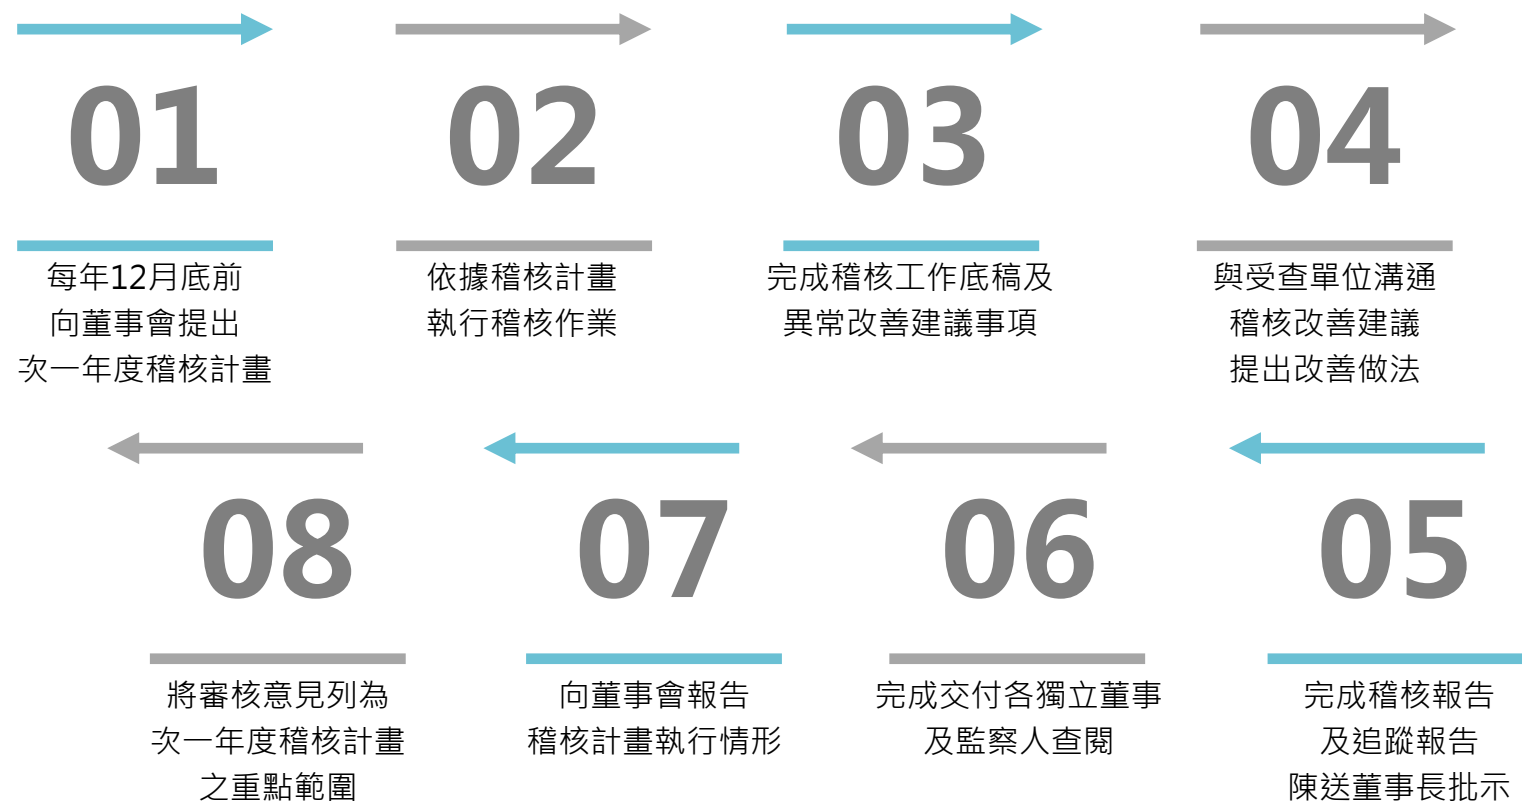 01
每年12月底前
向董事會提出
次一年度稽核計畫
02
依據稽核計畫
執行稽核作業
03
完成稽核工作底稿及
異常改善建議事項
04
與受查單位溝通
稽核改善建議
提出改善做法
05
完成稽核報告
及追蹤報告
陳送董事長批示
06
完成交付各獨立董事
及監察人查閱
07
向董事會報告
稽核計畫執行情形
08
將審核意見列為
次一年度稽核計畫
之重點範圍